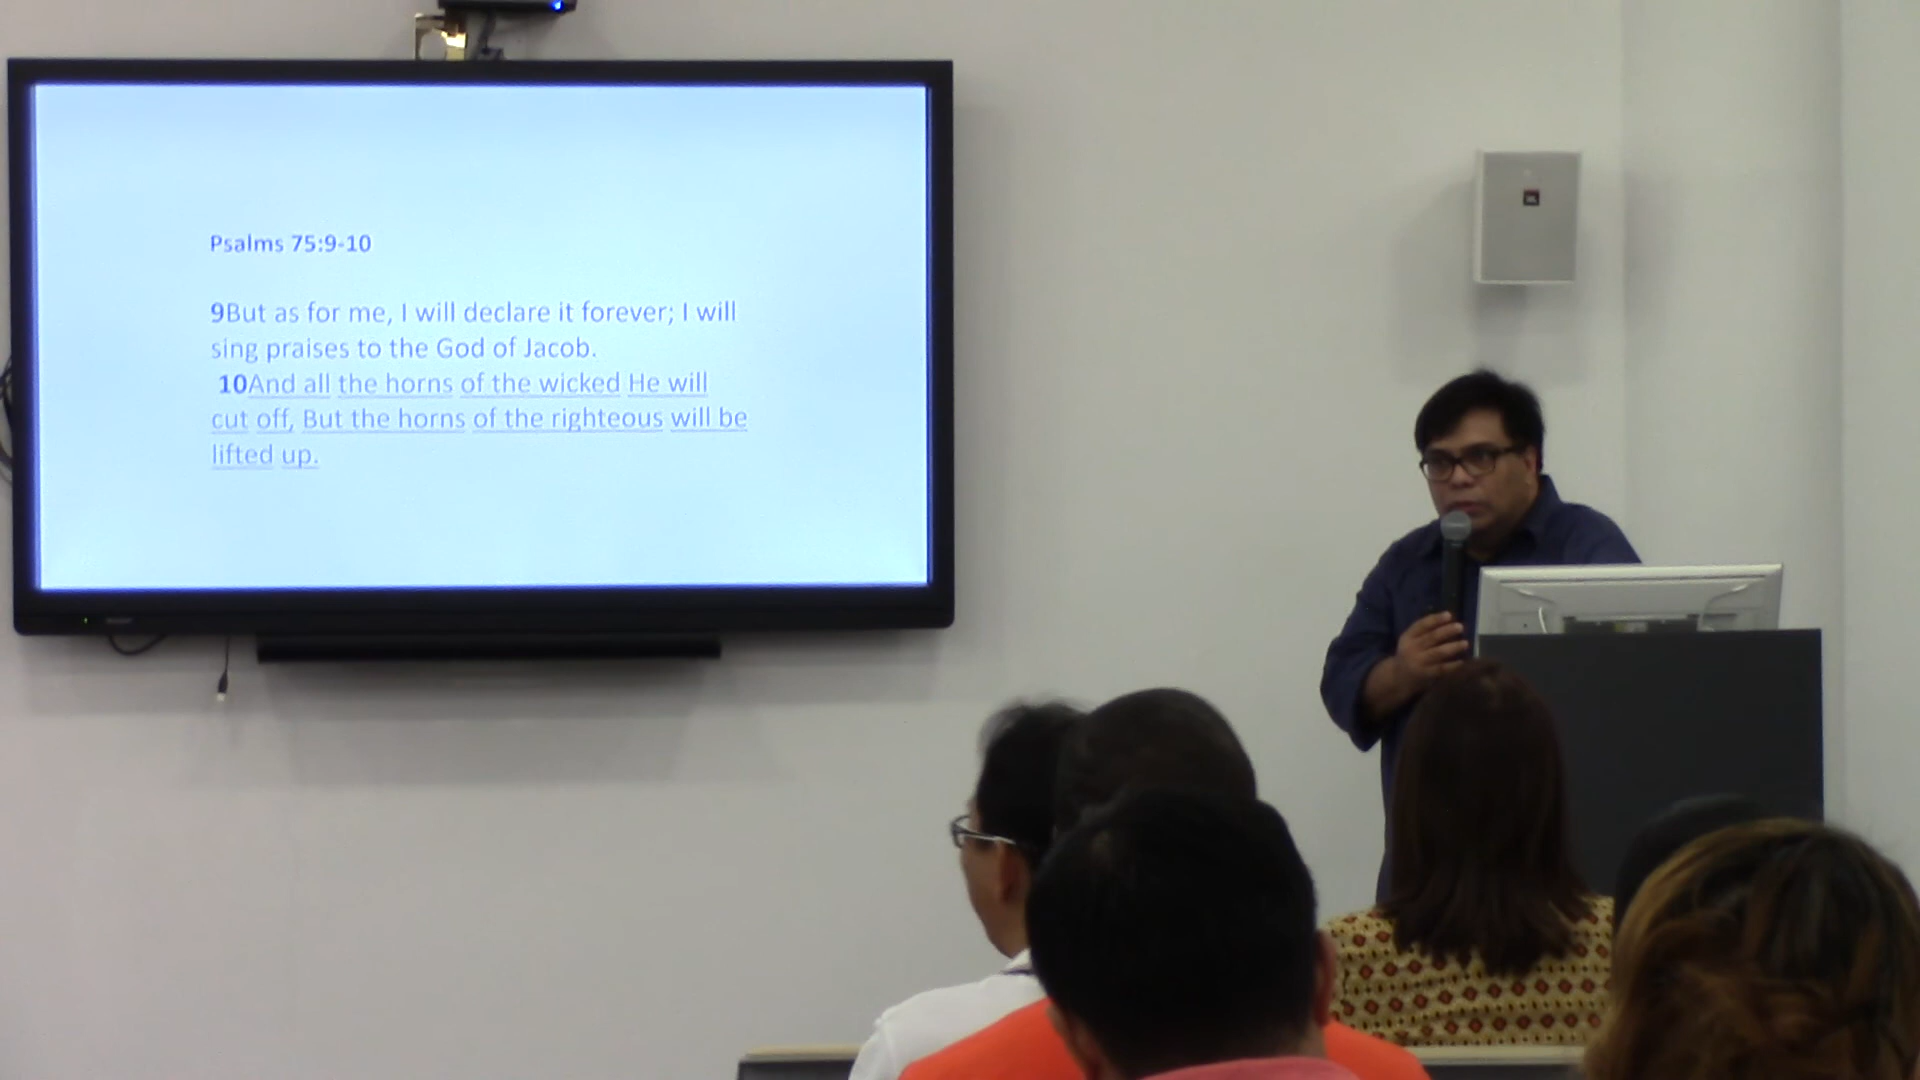 Psalms 75:9-10
9But as for me, I will declare it forever; I will
sing praises to the God of Jacob.
10And all the horns of the wicked He will
cut off, But the horns of the righteous will be
lifted up.